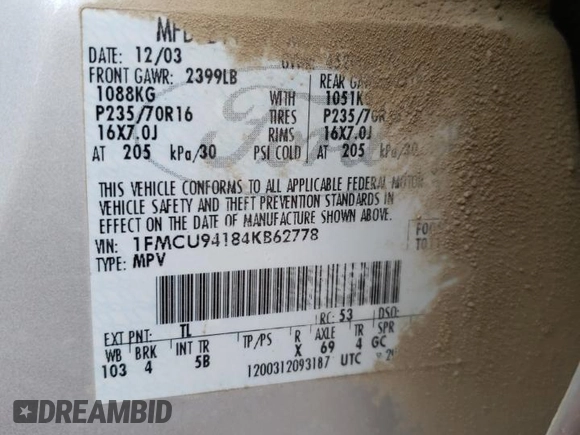 MFD
DATE: 12/03
FRONT GAWR: 2399LB
REAR
1088KG WITH 1051K
P235/70R16 TIRES P235/70R
16X7.0J RIMS 16X7.0J
AT 205 kPa/30 PSI COLD AT 205 kPa/30
Ford
THIS VEHICLE CONFORMS TO ALL APPLICABLE FEDERAL MOTOR
VEHICLE SAFETY AND THEFT PREVENTION STANDARDS IN
EFFECT ON THE DATE OF MANUFACTURE SHOWN ABOVE.
VIN: 1FMCU94184KB62778
TYPE: MPV
RC: 53 DSO:
EXT PNT: TL
WB BRK INT TR TP/PS R AXLE TR SPR
103 4 5B X 69 4 GC
1200312093187 UTC
DREAMBID